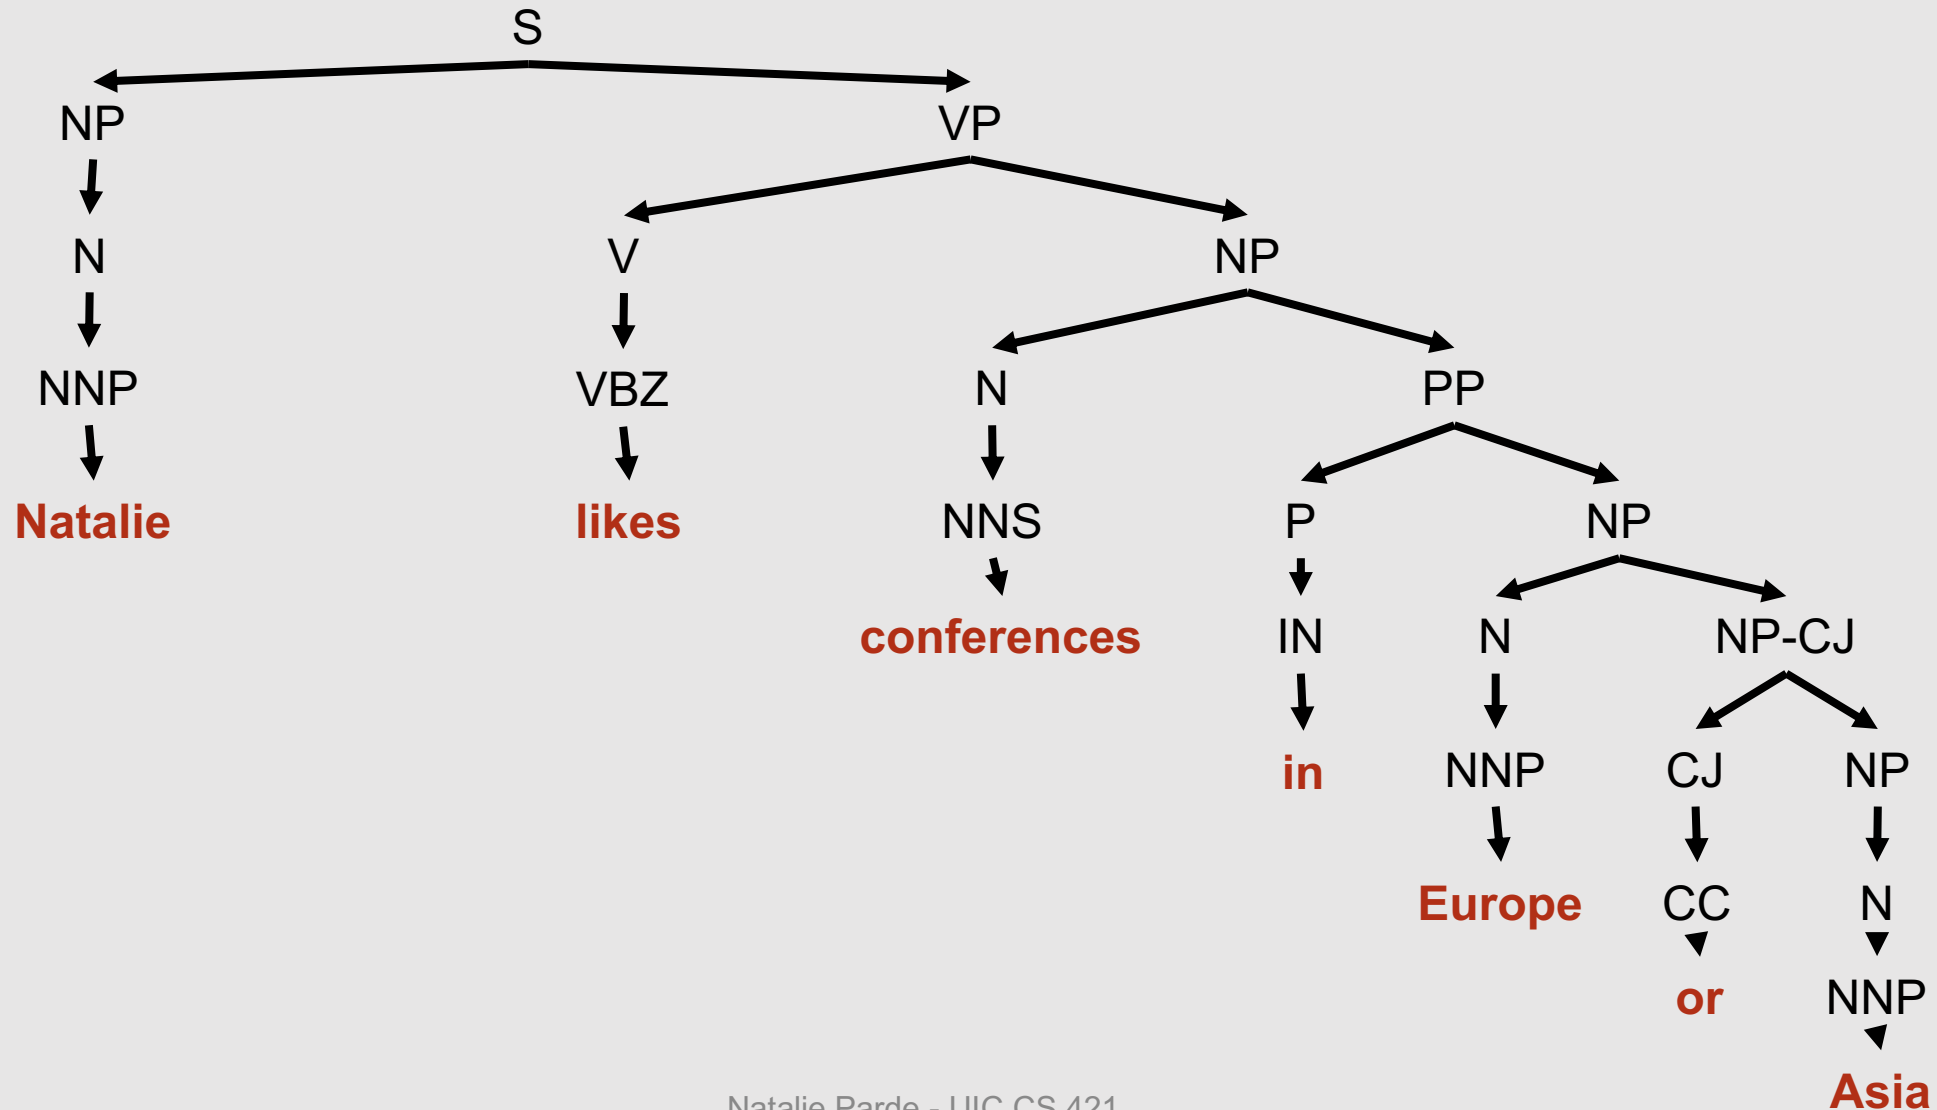 S
NP VP
N V NP
NNP VBZ N PP
Natalie likes NNS P NP
conferences IN N NP-CJ
in NNP CJ NP
Europe CC N
or NNP
Asia
Natalie Parde - UIC CS 421